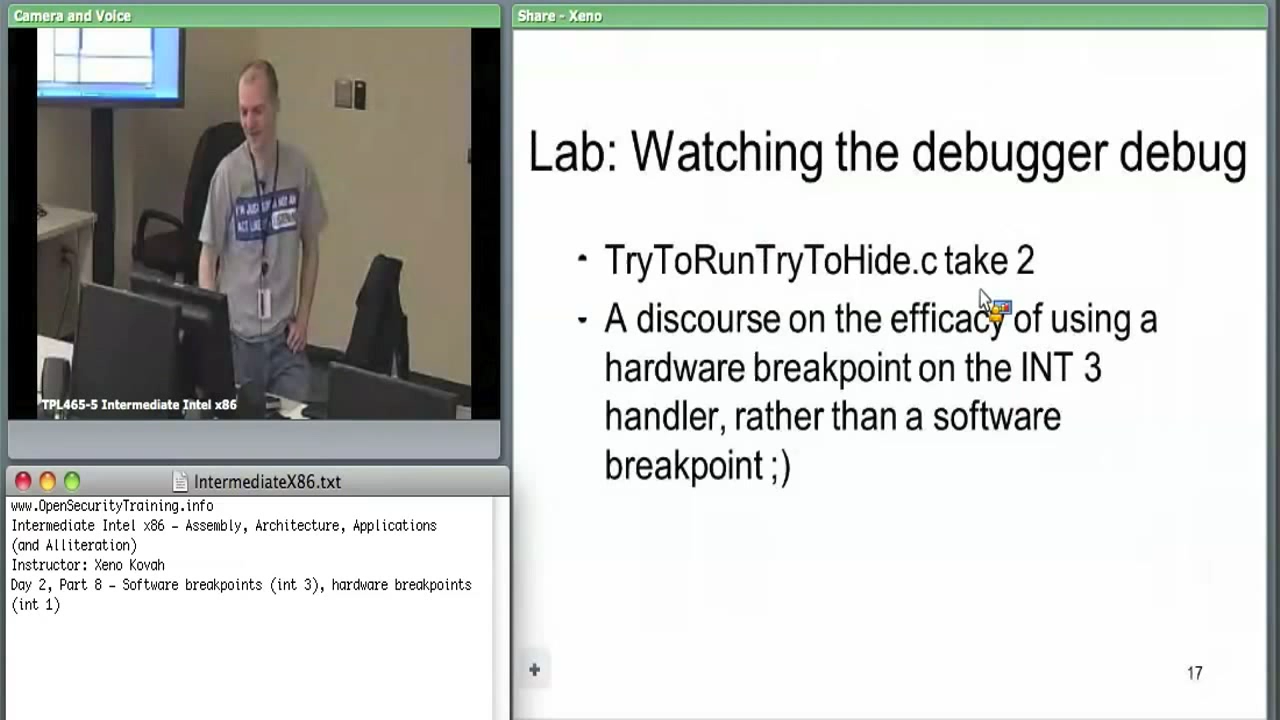 Camera and Voice
Share - Xeno
TPL465-5 Intermediate Intel x86
IntermediateX86.txt
www.OpenSecurityTraining.info
Intermediate Intel x86 – Assembly, Architecture, Applications
(and Alliteration)
Instructor: Xeno Kovah
Day 2, Part 8 – Software breakpoints (int 3), hardware breakpoints
(int 1)
Lab: Watching the debugger debug
• TryToRunTryToHide.c take 2
• A discourse on the efficacy of using a
hardware breakpoint on the INT 3
handler, rather than a software
breakpoint ;)
17